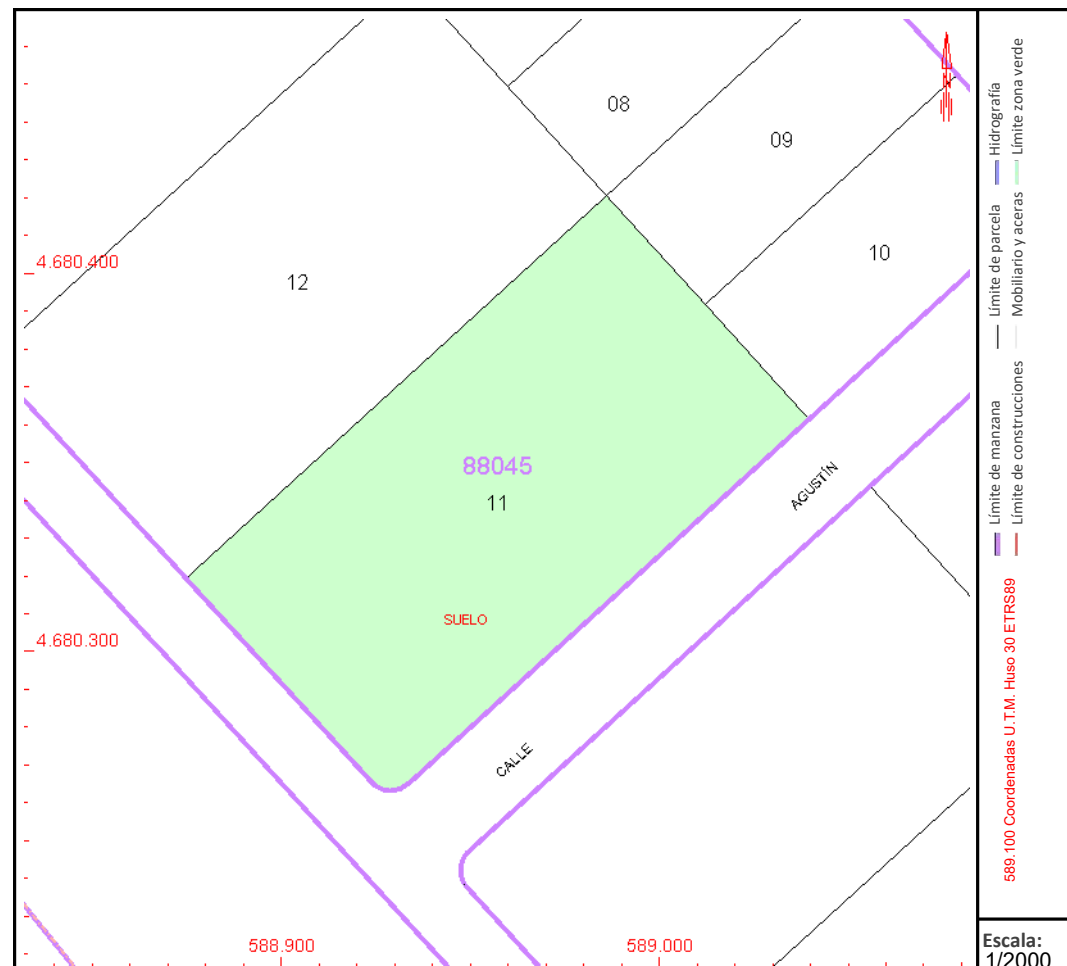 08
09
10
12
4.680.400
88045
11
AGUSTÍN
SUELO
4.680.300
CALLE
588.900
589.000
Hidrografía
Límite zona verde
Límite de parcela
Mobiliario y aceras
Límite de manzana
Límite de construcciones
589.100 Coordenadas U.T.M. Huso 30 ETRS89
Escala:
1/2000